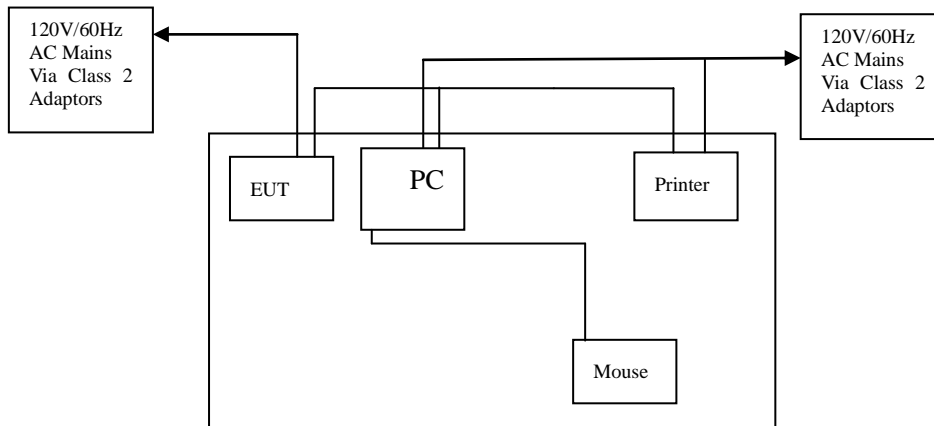 120V/60Hz
AC Mains
Via Class 2
Adaptors
120V/60Hz
AC Mains
Via Class 2
Adaptors
EUT
PC
Printer
Mouse